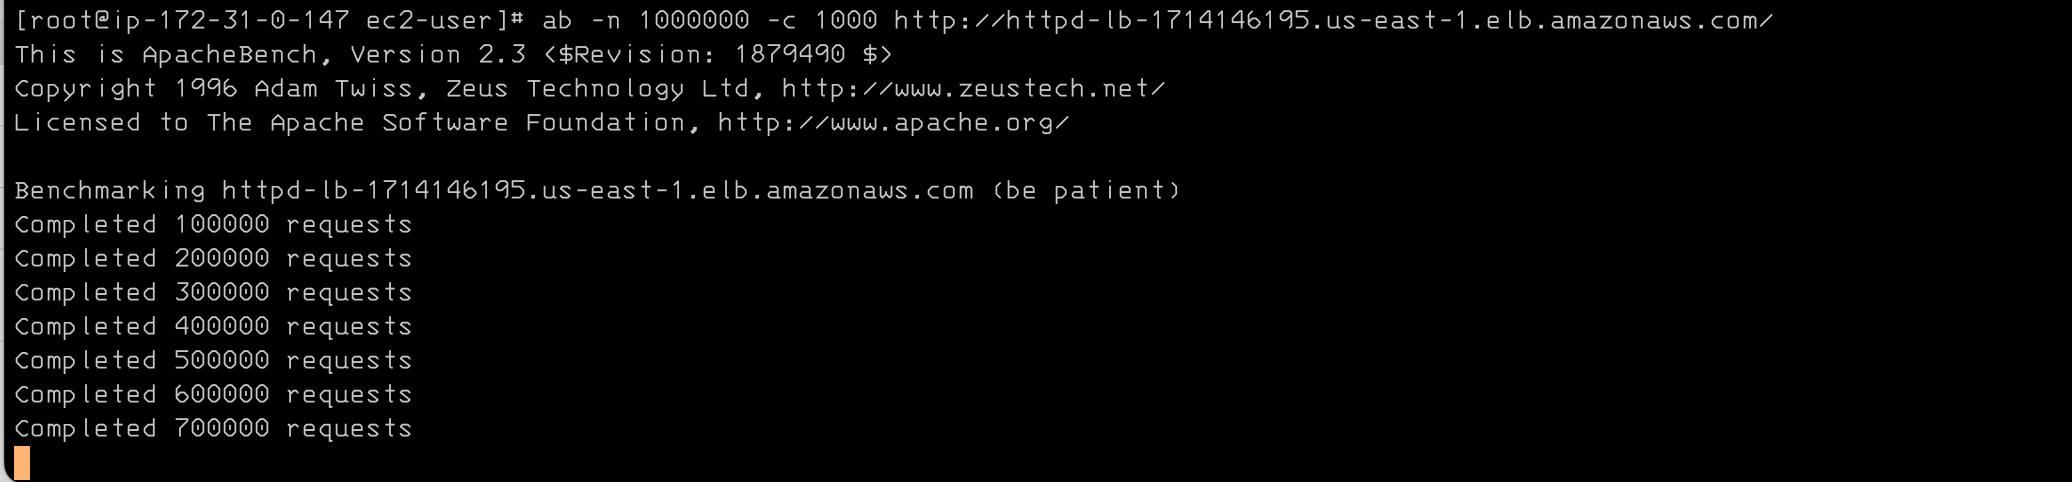 [root@ip-172-31-0-147 ec2-user]# ab -n 1000000 -c 1000 http://httpd-lb-1714146195.us-east-1.elb.amazonaws.com/
This is ApacheBench, Version 2.3 <$Revision: 1879490 $>
Copyright 1996 Adam Twiss, Zeus Technology Ltd, http://www.zeustech.net/
Licensed to The Apache Software Foundation, http://www.apache.org/
Benchmarking httpd-lb-1714146195.us-east-1.elb.amazonaws.com (be patient)
Completed 100000 requests
Completed 200000 requests
Completed 300000 requests
Completed 400000 requests
Completed 500000 requests
Completed 600000 requests
Completed 700000 requests